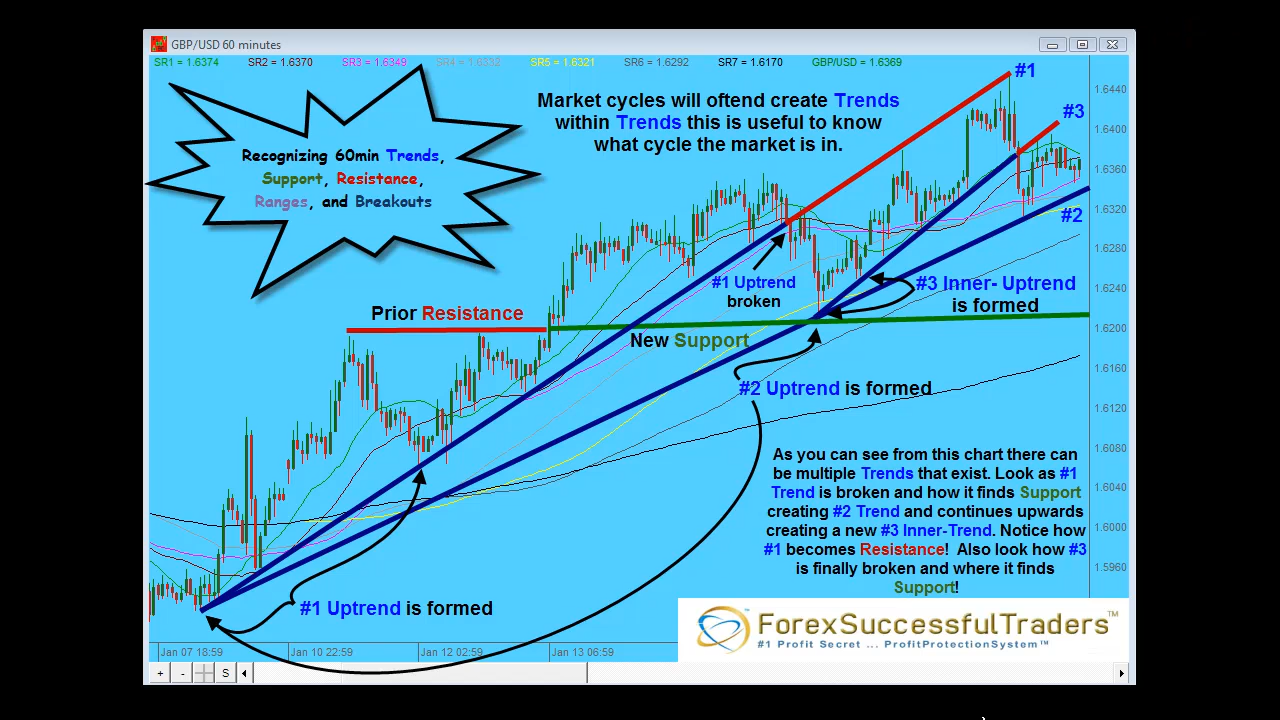 GBP/USD 60 minutes
SR1 = 1.6374 SR2 = 1.6370 SR3 = 1.6349 SR4 = 1.6332 SR5 = 1.6321 SR6 = 1.6292 SR7 = 1.6170 GBP/USD = 1.6369
Recognizing 60min Trends,
Support, Resistance,
Ranges, and Breakouts
Market cycles will oftend create Trends
within Trends this is useful to know
what cycle the market is in.
#1
#3
#2
#1 Uptrend
broken
#3 Inner- Uptrend
is formed
Prior Resistance
New Support
#2 Uptrend is formed
As you can see from this chart there can
be multiple Trends that exist. Look as #1
Trend is broken and how it finds Support
creating #2 Trend and continues upwards
creating a new #3 Inner-Trend. Notice how
#1 becomes Resistance! Also look how #3
is finally broken and where it finds
Support!
#1 Uptrend is formed
1.6440
1.6400
1.6360
1.6320
1.6280
1.6240
1.6200
1.6160
1.6120
1.6080
1.6040
1.6000
1.5960
ForexSuccessfulTraders™
#1 Profit Secret ... ProfitProtectionSystem™
Jan 07 18:59 Jan 10 22:59 Jan 12 02:59 Jan 13 06:59
+ - S